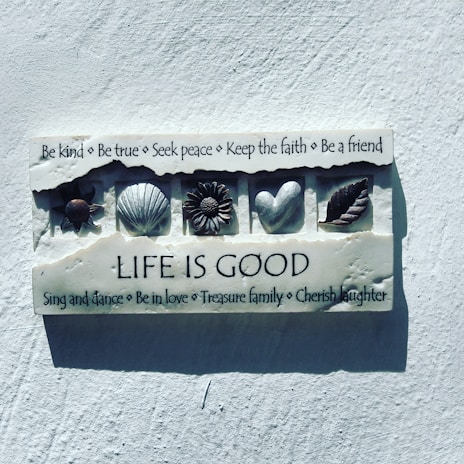 Be kind ⋄ Be true ⋄ Seek peace ⋄ Keep the faith ⋄ Be a friend
LIFE IS GOOD
Sing and dance ⋄ Be in love ⋄ Treasure family ⋄ Cherish laughter